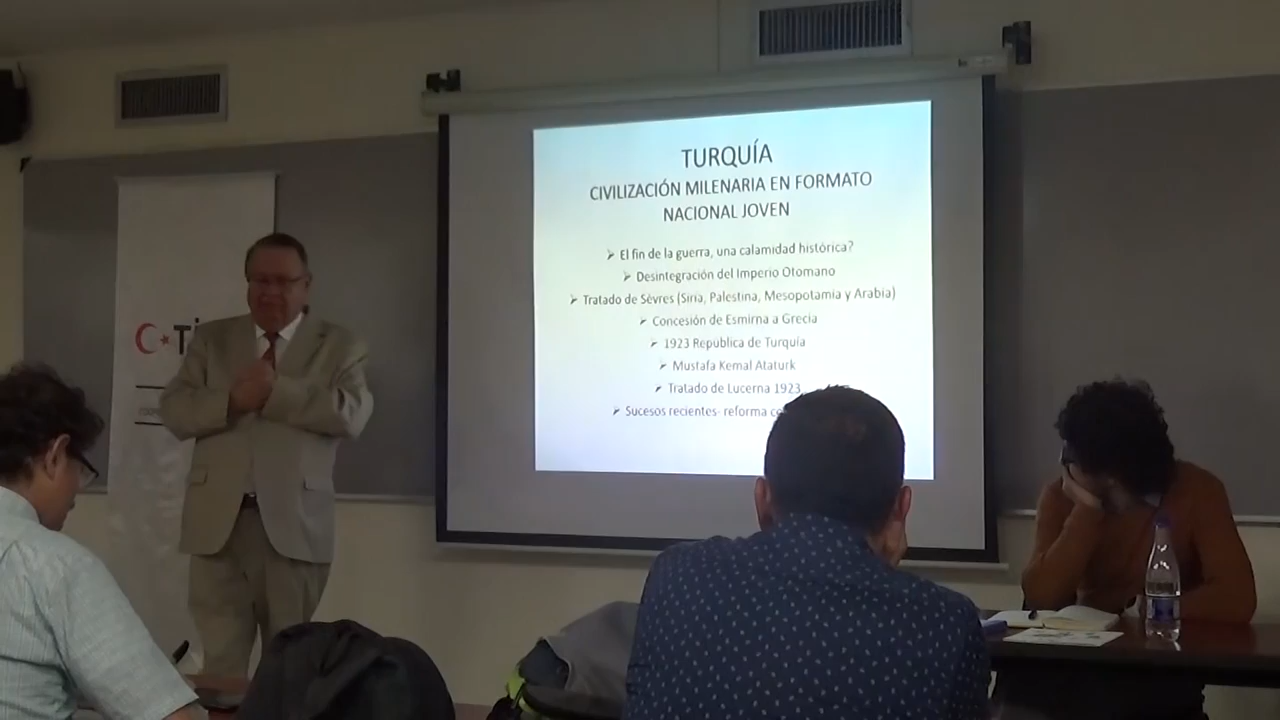 TURQUÍA
CIVILIZACIÓN MILENARIA EN FORMATO
NACIONAL JOVEN
➢ El fin de la guerra, una calamidad histórica?
➢ Desintegración del Imperio Otomano
➢ Tratado de Sèvres (Siria, Palestina, Mesopotamia y Arabia)
➢ Concesión de Esmirna a Grecia
➢ 1923 República de Turquía
➢ Mustafa Kemal Ataturk
➢ Tratado de Lucerna 1923
➢ Sucesos recientes- reforma
Tİ